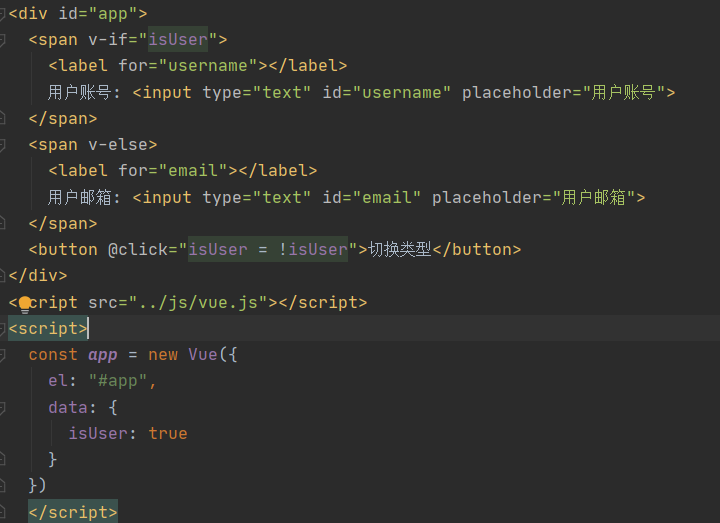 <div id="app">
  <span v-if="isUser">
    <label for="username"></label>
    用户账号: <input type="text" id="username" placeholder="用户账号">
  </span>
  <span v-else>
    <label for="email"></label>
    用户邮箱: <input type="text" id="email" placeholder="用户邮箱">
  </span>
  <button @click="isUser = !isUser">切换类型</button>
</div>
<script src="../js/vue.js"></script>
<script>
  const app = new Vue({
    el: "#app",
    data: {
      isUser: true
    }
  })
  </script>